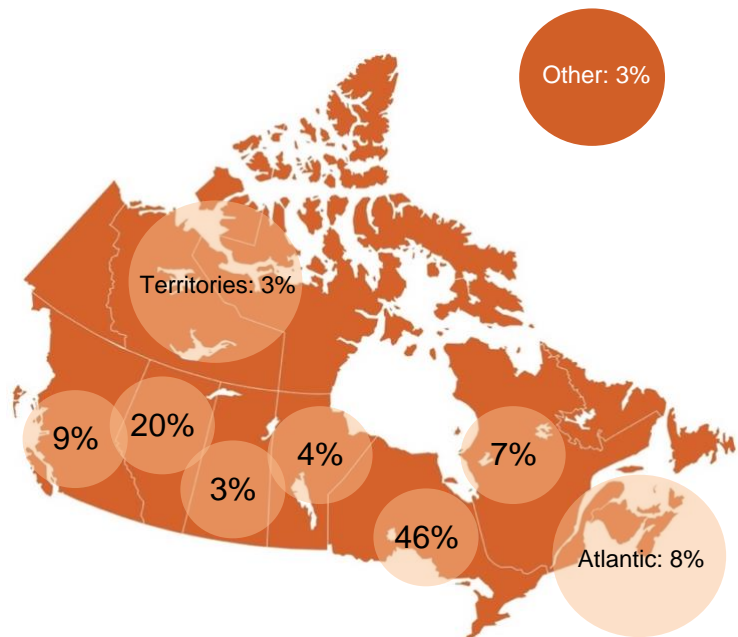 Other: 3%
Territories: 3%
9%
20%
3%
4%
7%
46%
Atlantic: 8%